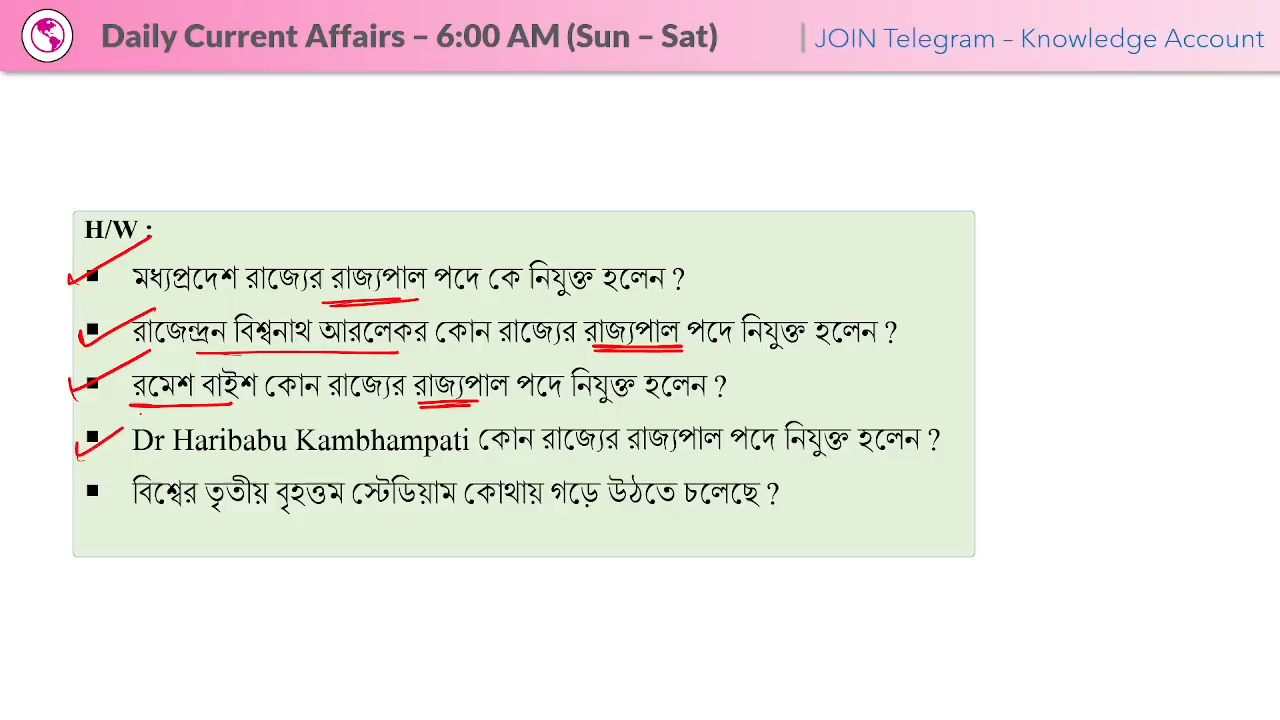 Daily Current Affairs – 6:00 AM (Sun – Sat)
JOIN Telegram – Knowledge Account
H/W :
মধ্যপ্রদেশ রাজ্যের রাজ্যপাল পদে কে নিযুক্ত হলেন ?
রাজেন্দ্রন বিশ্বনাথ আরলেকর কোন রাজ্যের রাজ্যপাল পদে নিযুক্ত হলেন ?
রমেশ বাইশ কোন রাজ্যের রাজ্যপাল পদে নিযুক্ত হলেন ?
Dr Haribabu Kambhampati কোন রাজ্যের রাজ্যপাল পদে নিযুক্ত হলেন ?
বিশ্বের তৃতীয় বৃহত্তম স্টেডিয়াম কোথায় গড়ে উঠতে চলেছে ?